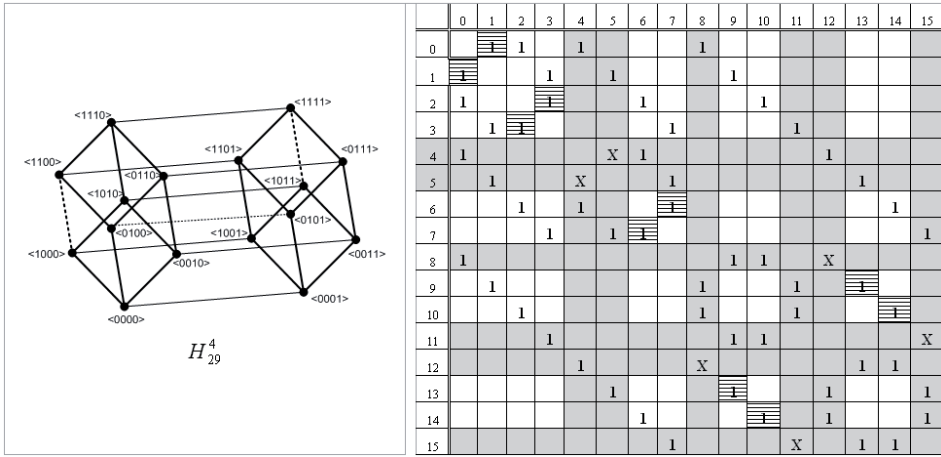 <1111>
<1110>
<1101>
<0111>
<1100>
<0110>
<1011>
<1010>
<0101>
<0100>
<1001>
<1000>
<0010>
<0011>
<0001>
<0000>
H⁴₂₉
0 1 2 3 4 5 6 7 8 9 10 11 12 13 14 15
0 1 1 1 1
1 1 1 1 1
2 1 1 1 1
3 1 1 1 1
4 1 X 1 1
5 1 X 1 1
6 1 1 1 1
7 1 1 1 1
8 1 1 1 X
9 1 1 1 1
10 1 1 1 1
11 1 1 1 X
12 1 X 1 1
13 1 1 1 1
14 1 1 1 1
15 1 X 1 1